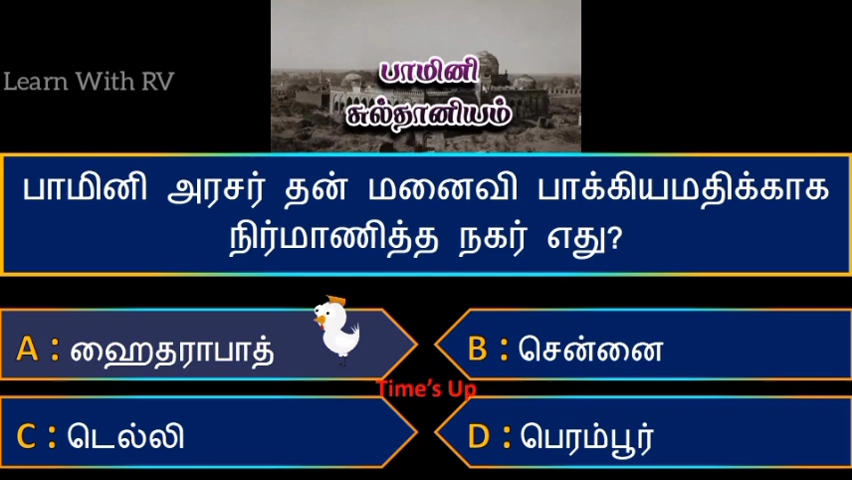 Learn With RV
பாமினி
சுல்தானியம்
பாமினி அரசர் தன் மனைவி பாக்கியமதிக்காக
நிர்மாணித்த நகர் எது?
A : ஹைதராபாத்
B : சென்னை
Time's Up
C : டெல்லி
D : பெரம்பூர்